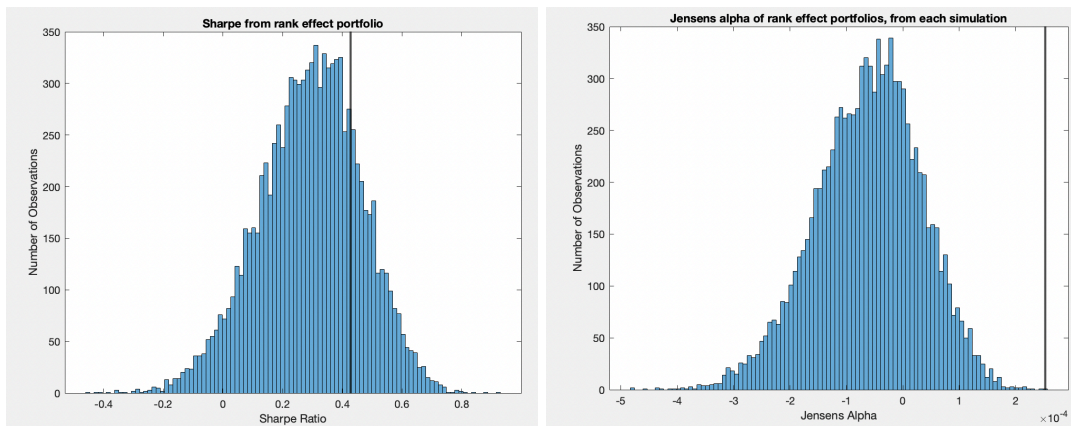 Sharpe from rank effect portfolio
350
300
250
200
150
100
50
0
Number of Observations
-0.4 -0.2 0 0.2 0.4 0.6 0.8
Sharpe Ratio
Jensens alpha of rank effect portfolios, from each simulation
350
300
250
200
150
100
50
0
Number of Observations
-5 -4 -3 -2 -1 0 1 2
Jensens Alpha
×10⁻⁴